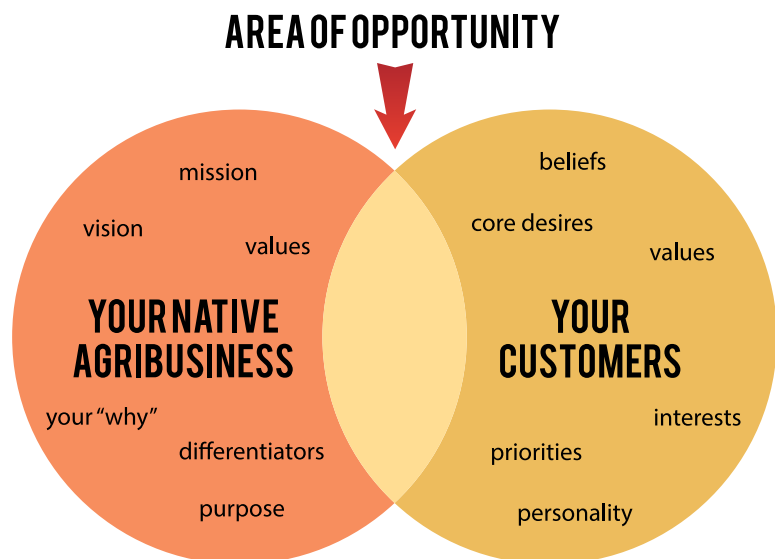 AREA OF OPPORTUNITY
mission
vision
values
YOUR NATIVE
AGRIBUSINESS
your “why”
differentiators
purpose
beliefs
core desires
values
YOUR
CUSTOMERS
interests
priorities
personality